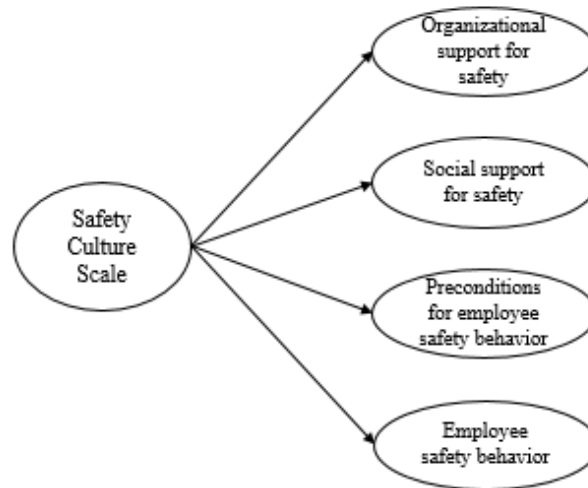 Organizational
support for
safety
Social support
for safety
Safety
Culture
Scale
Preconditions
for employee
safety behavior
Employee
safety behavior